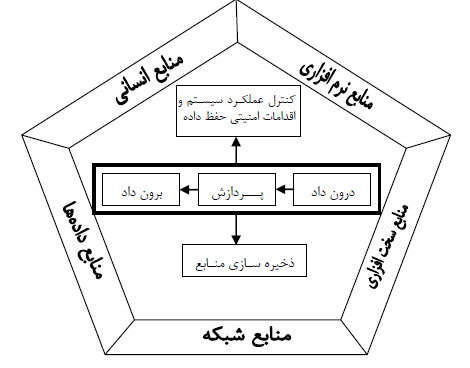 منابع انسانی
منابع نرم افزاری
کنترل عملکرد سیستم و
اقدامات امنیتی حفظ داده
درون داد
پـــردازش
برون داد
ذخیره سازی منابع
منابع داده‌ها
منابع سخت افزاری
منابع شبکه